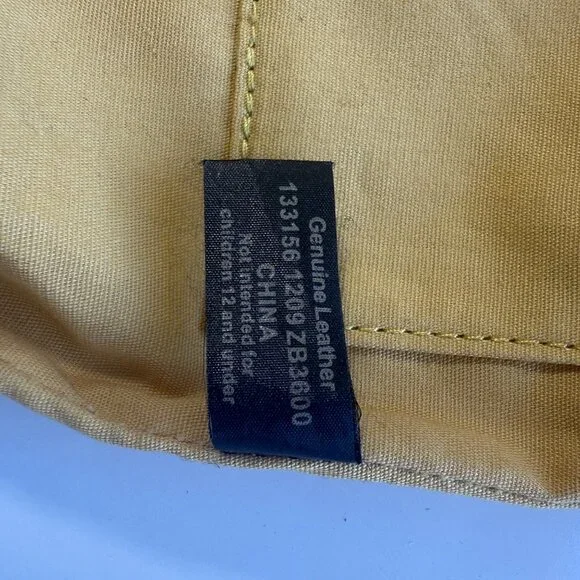 Genuine Leather
133156 1209 ZB3600
CHINA
Not intended for
children 12 and under